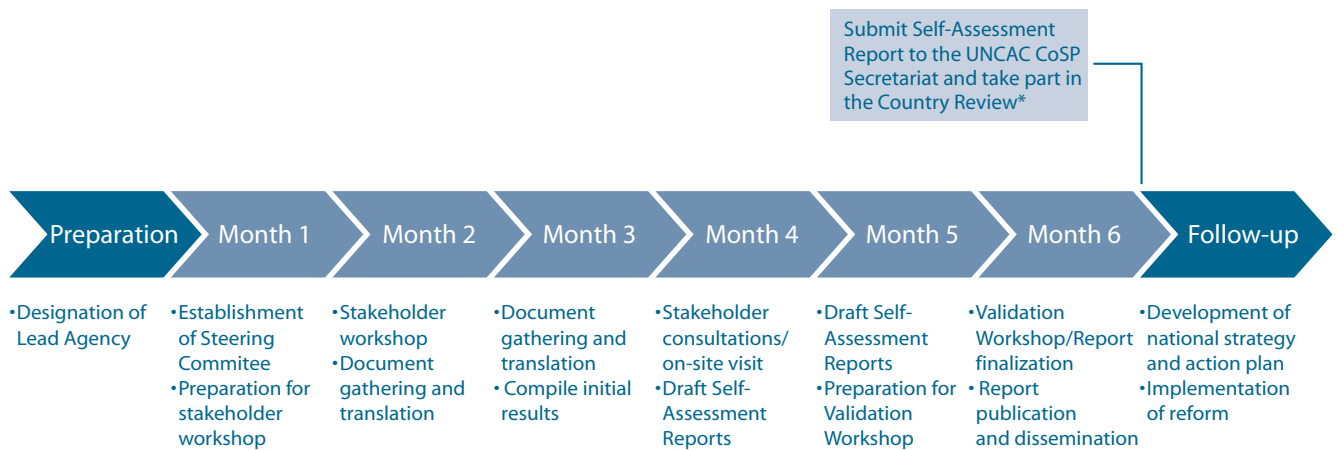 Submit Self-Assessment
Report to the UNCAC CoSP
Secretariat and take part in
the Country Review*
Preparation
Month 1
Month 2
Month 3
Month 4
Month 5
Month 6
Follow-up
•Designation of
Lead Agency
•Establishment
of Steering
Commitee
•Preparation for
stakeholder
workshop
•Stakeholder
workshop
•Document
gathering and
translation
•Document
gathering and
translation
• Compile initial
results
•Stakeholder
consultations/
on-site visit
•Draft Self-
Assessment
Reports
•Draft Self-
Assessment
Reports
•Preparation for
Validation
Workshop
•Validation
Workshop/Report
finalization
• Report
publication
and dissemination
•Development of
national strategy
and action plan
•Implementation
of reform